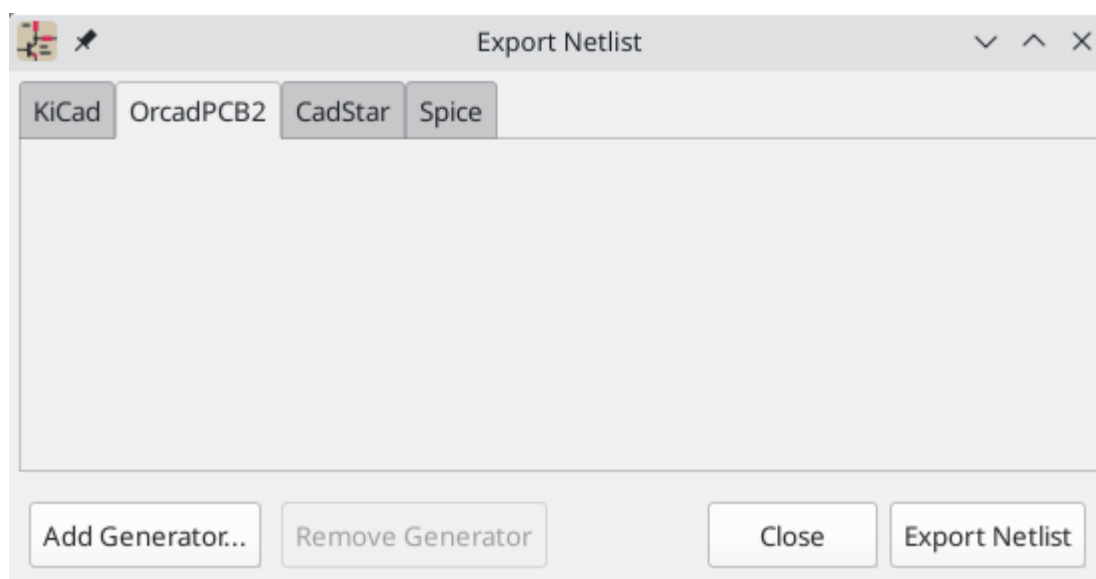 Export Netlist
KiCad OrcadPCB2 CadStar Spice
Add Generator... Remove Generator Close Export Netlist